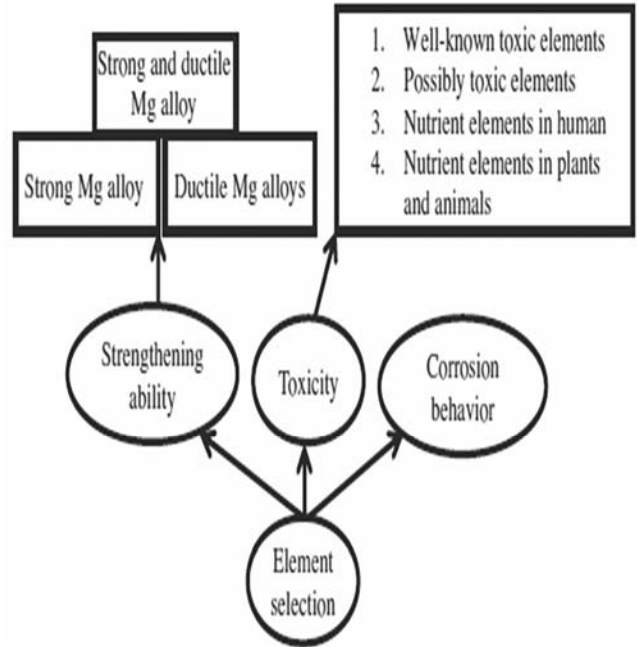 Strong and ductile
Mg alloy
Strong Mg alloy
Ductile Mg alloys
1. Well-known toxic elements
2. Possibly toxic elements
3. Nutrient elements in human
4. Nutrient elements in plants
and animals
Strengthening
ability
Toxicity
Corrosion
behavior
Element
selection